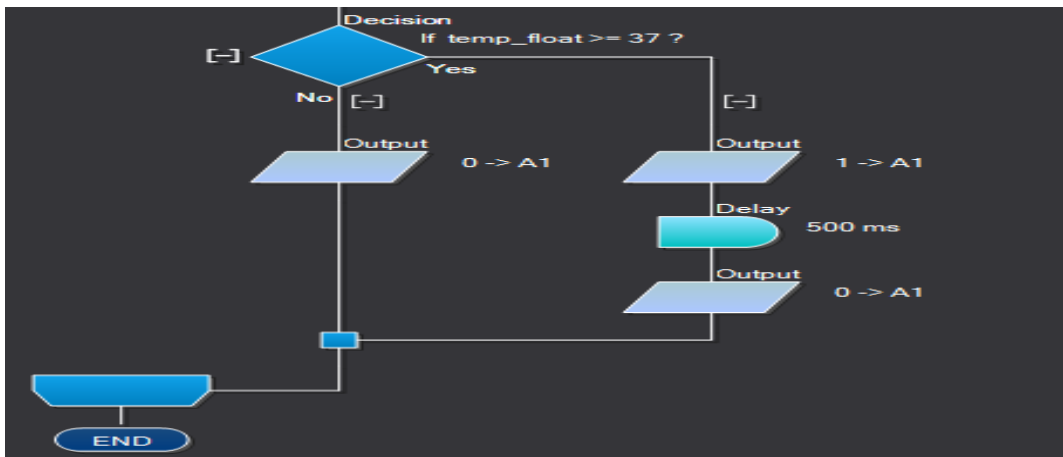 Decision
If temp_float >= 37 ?
[–]
Yes
No
[–]
[–]
Output
0 -> A1
Output
1 -> A1
Delay
500 ms
Output
0 -> A1
END